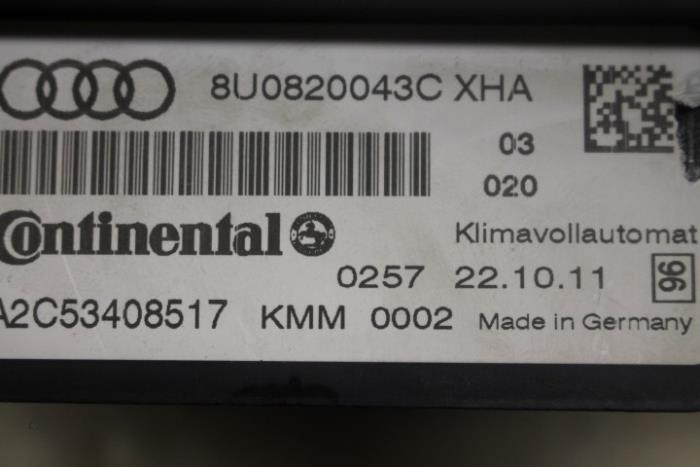 8U0820043C XHA
03
020
Continental
Klimavollautomat
0257 22.10.11 96
A2C53408517 KMM 0002 Made in Germany